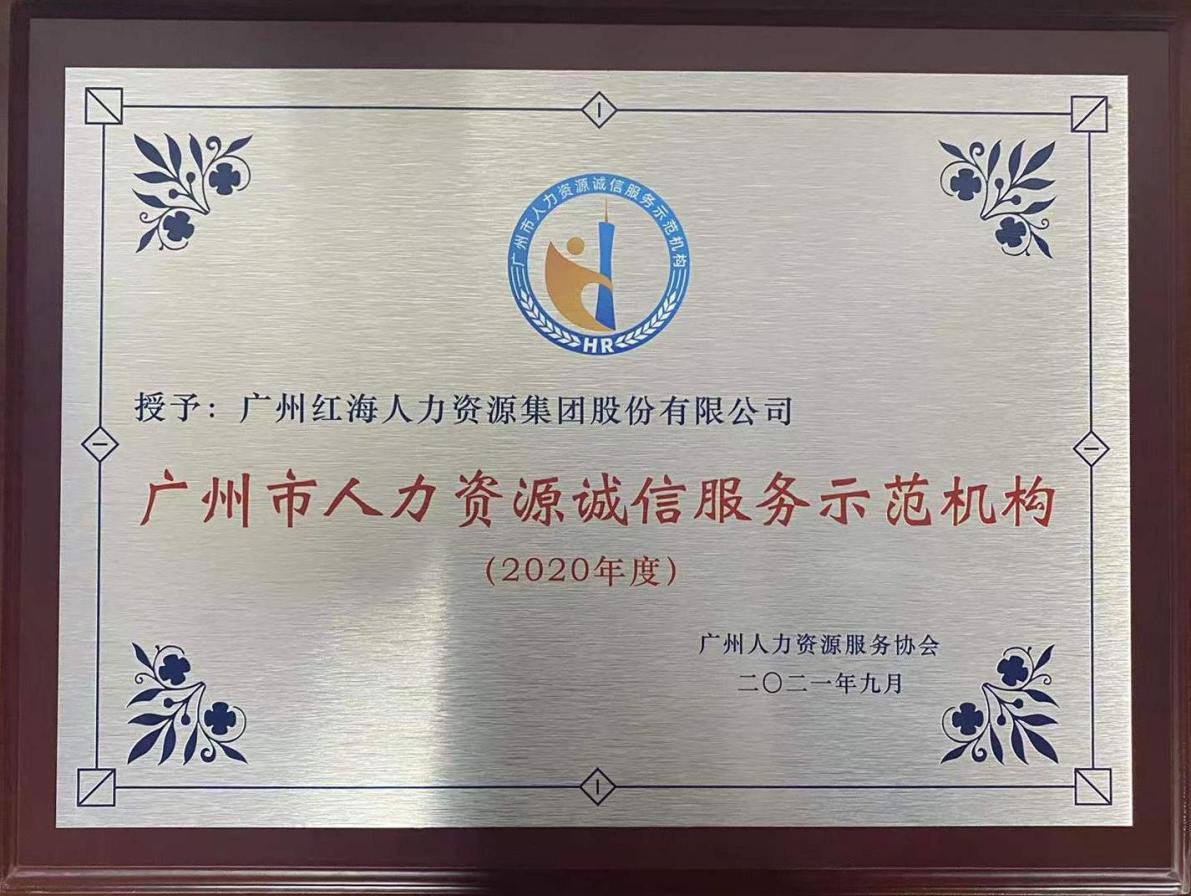 广州市人力资源诚信服务示范机构
HR
授予：广州红海人力资源集团股份有限公司
广州市人力资源诚信服务示范机构
（2020年度）
广州人力资源服务协会
二〇二一年九月